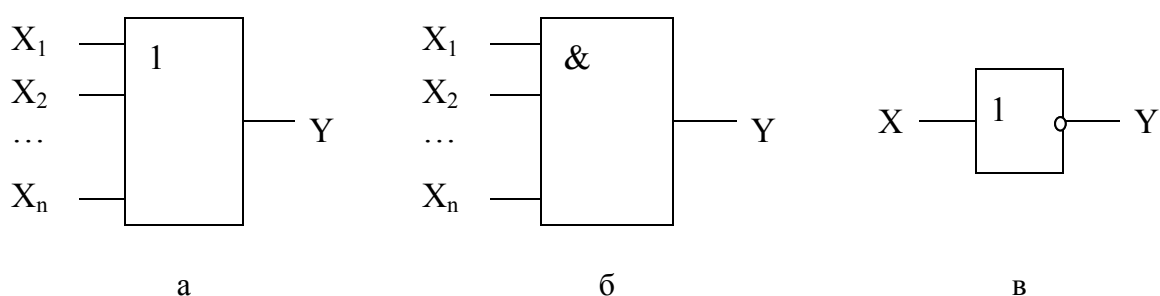 X₁ 1 X₁ &
X₂ X₂ X 1 Y
… Y … Y
Xₙ Xₙ
а б в